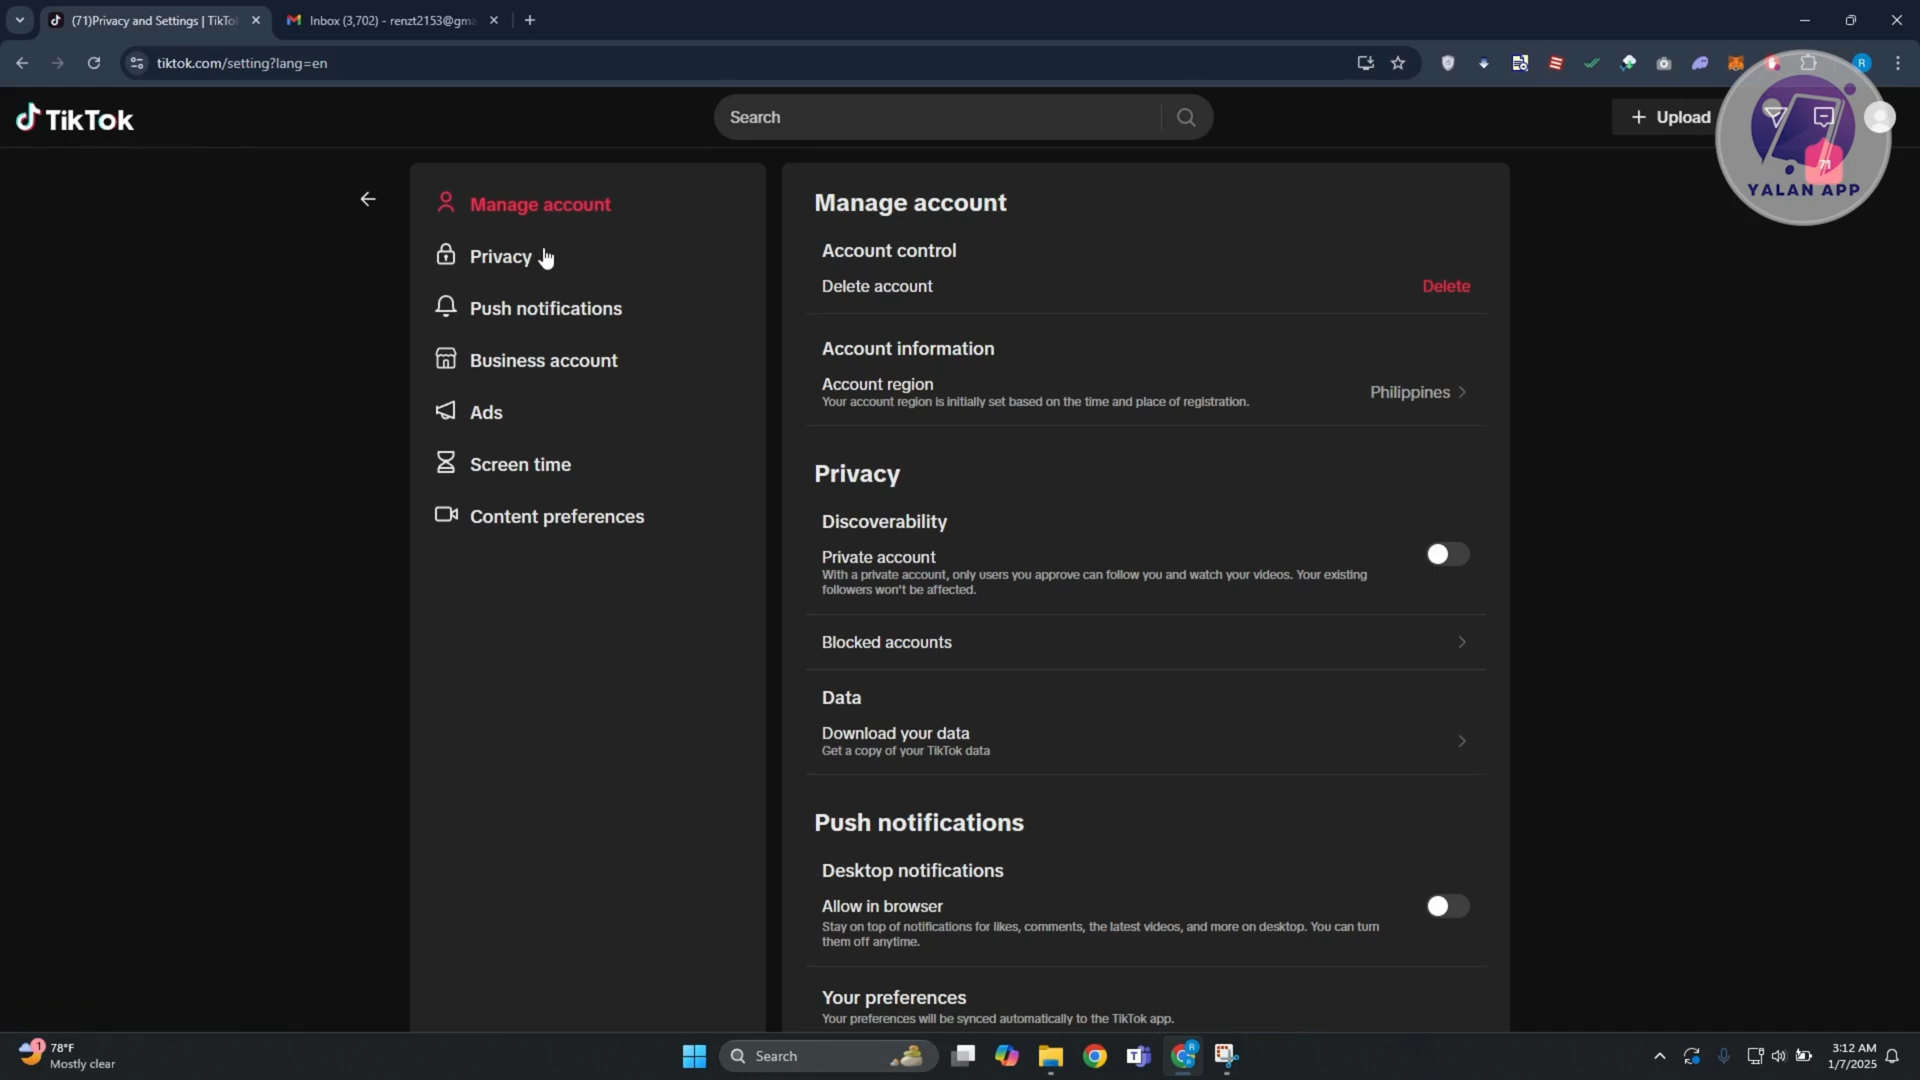 (71)Privacy and Settings | TikTo
Inbox (3,702) - renzt2153@gma
tiktok.com/setting?lang=en
R
TikTok
Search
Upload
71
YALAN APP
Manage account
Privacy
Push notifications
Business account
Ads
Screen time
Content preferences
Manage account
Account control
Delete account
Delete
Account information
Account region
Your account region is initially set based on the time and place of registration.
Philippines
Privacy
Discoverability
Private account
With a private account, only users you approve can follow you and watch your videos. Your existing
followers won't be affected.
Blocked accounts
Data
Download your data
Get a copy of your TikTok data
Push notifications
Desktop notifications
Allow in browser
Stay on top of notifications for likes, comments, the latest videos, and more on desktop. You can turn
them off anytime.
Your preferences
Your preferences will be synced automatically to the TikTok app.
1
78°F
Mostly clear
Search
R
3:12 AM
1/7/2025